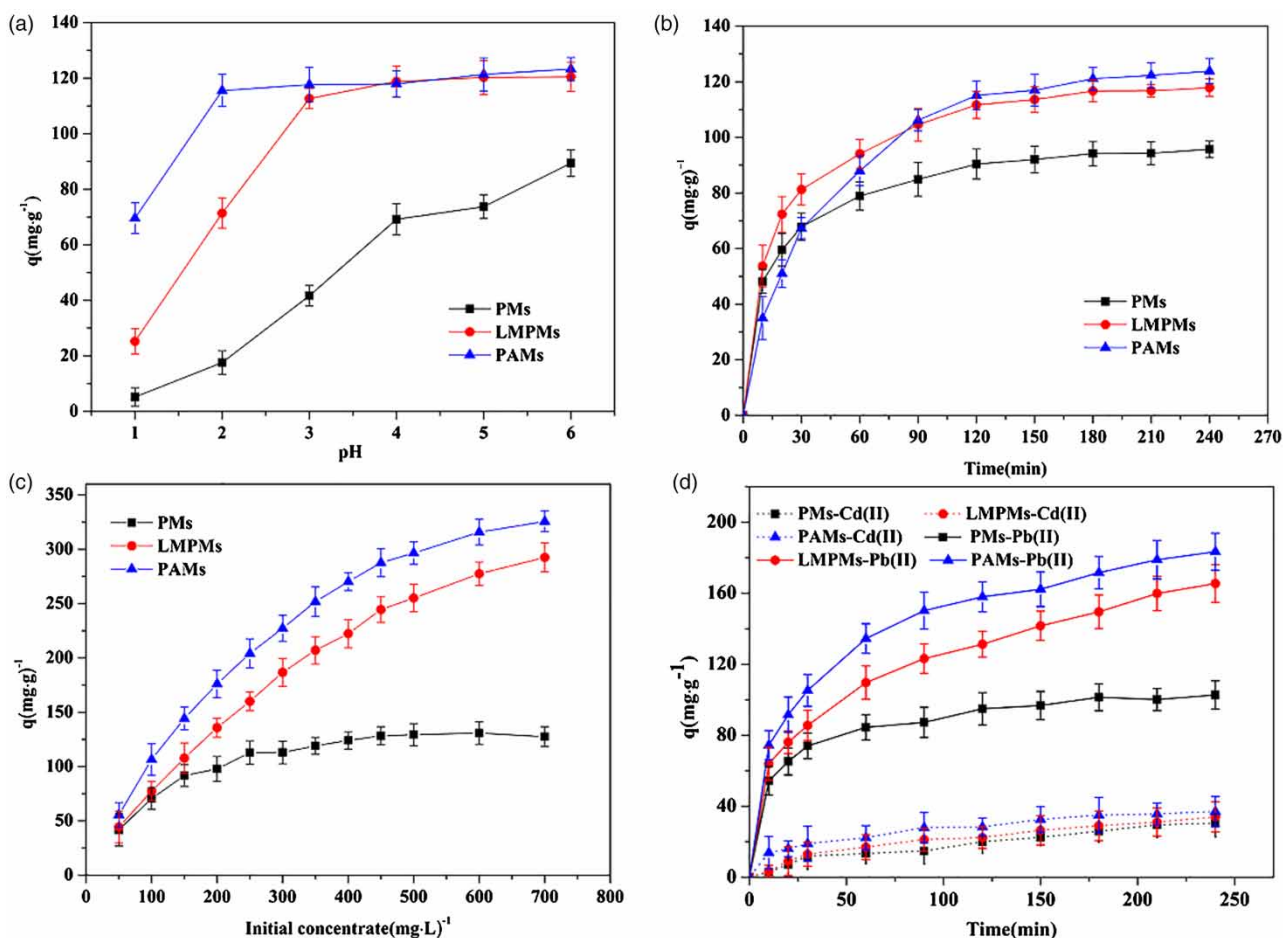 (a)
140
120
100
80
60
40
20
0
q(mg·g⁻¹)
PMs
LMPMs
PAMs
1 2 3 4 5 6
pH
(b)
140
120
100
80
60
40
20
0
q(mg·g)⁻¹
PMs
LMPMs
PAMs
0 30 60 90 120 150 180 210 240 270
Time(min)
(c)
350
300
250
200
150
100
50
0
q(mg·g)⁻¹
PMs
LMPMs
PAMs
0 100 200 300 400 500 600 700 800
Initial concentrate(mg·L)⁻¹
(d)
200
160
120
80
40
0
q(mg·g⁻¹)
PMs-Cd(II) LMPMs-Cd(II)
PAMs-Cd(II) PMs-Pb(II)
LMPMs-Pb(II) PAMs-Pb(II)
0 50 100 150 200 250
Time(min)